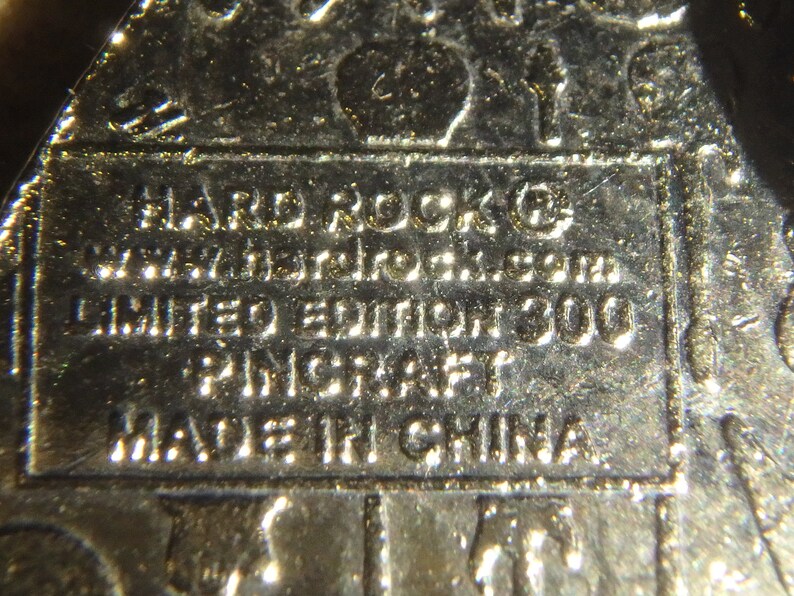 HARD ROCK®
www.hardrock.com
LIMITED EDITION 300
PINCRAFT
MADE IN CHINA